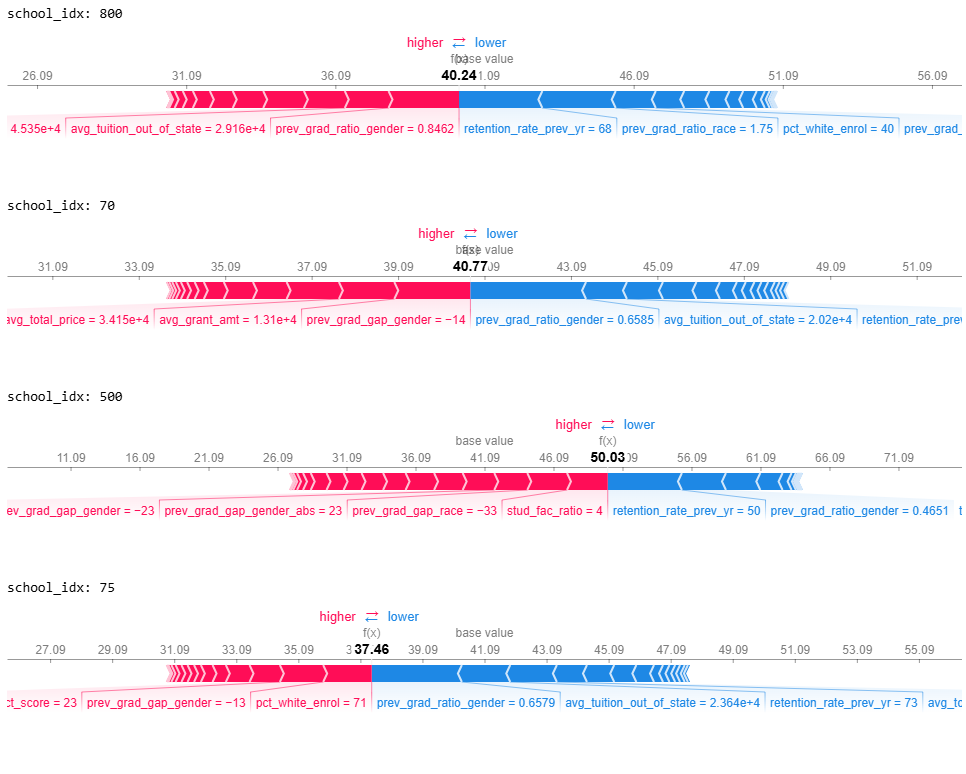 school_idx: 800
higher ⇄ lower
f(x) base value
26.09 31.09 36.09 40.24 41.09 46.09 51.09 56.09
4.535e+4 avg_tuition_out_of_state = 2.916e+4 prev_grad_ratio_gender = 0.8462 retention_rate_prev_yr = 68 prev_grad_ratio_race = 1.75 pct_white_enrol = 40 prev_grad_
school_idx: 70
higher ⇄ lower
f(x) base value
31.09 33.09 35.09 37.09 39.09 40.77 43.09 45.09 47.09 49.09 51.09
avg_total_price = 3.415e+4 avg_grant_amt = 1.31e+4 prev_grad_gap_gender = −14 prev_grad_ratio_gender = 0.6585 avg_tuition_out_of_state = 2.02e+4 retention_rate_prev
school_idx: 500
higher ⇄ lower
base value f(x)
11.09 16.09 21.09 26.09 31.09 36.09 41.09 46.09 50.03 56.09 61.09 66.09 71.09
ev_grad_gap_gender = −23 prev_grad_gap_gender_abs = 23 prev_grad_gap_race = −33 stud_fac_ratio = 4 retention_rate_prev_yr = 50 prev_grad_ratio_gender = 0.4651 t
school_idx: 75
higher ⇄ lower
f(x) base value
27.09 29.09 31.09 33.09 35.09 37.46 39.09 41.09 43.09 45.09 47.09 49.09 51.09 53.09 55.09
ct_score = 23 prev_grad_gap_gender = −13 pct_white_enrol = 71 prev_grad_ratio_gender = 0.6579 avg_tuition_out_of_state = 2.364e+4 retention_rate_prev_yr = 73 avg_to